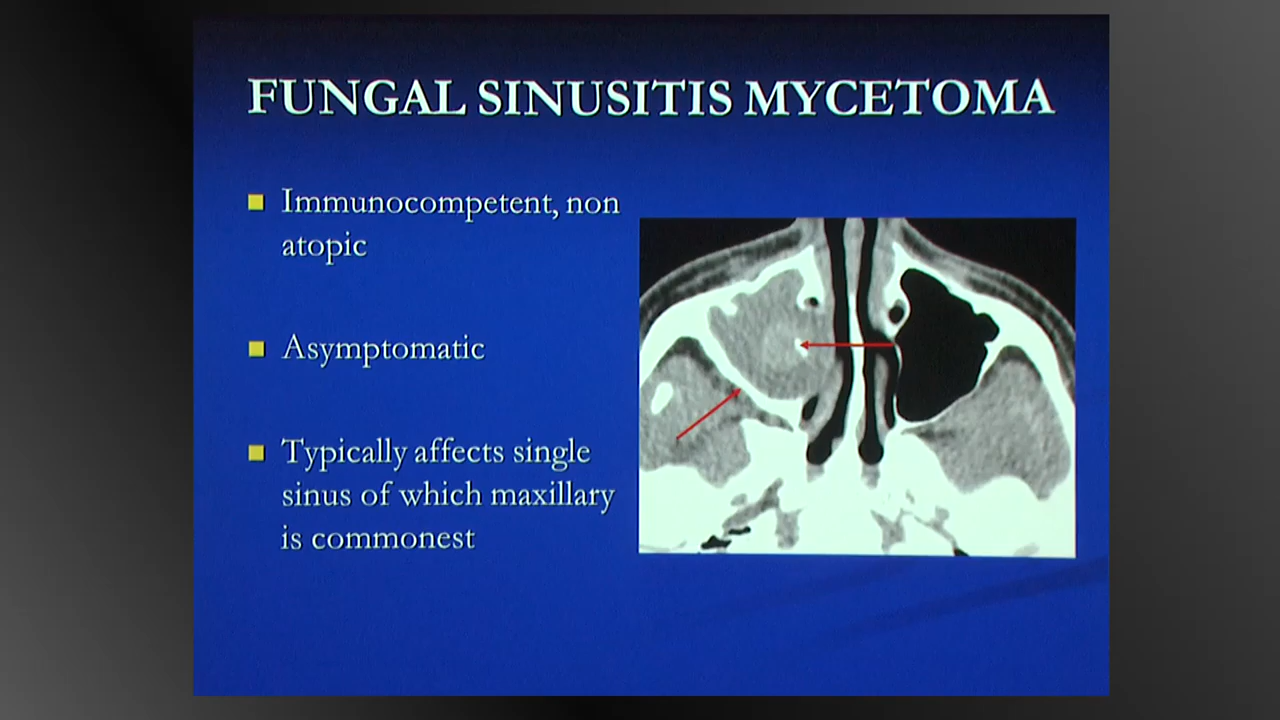 FUNGAL SINUSITIS MYCETOMA
Immunocompetent, non
atopic
Asymptomatic
Typically affects single
sinus of which maxillary
is commonest